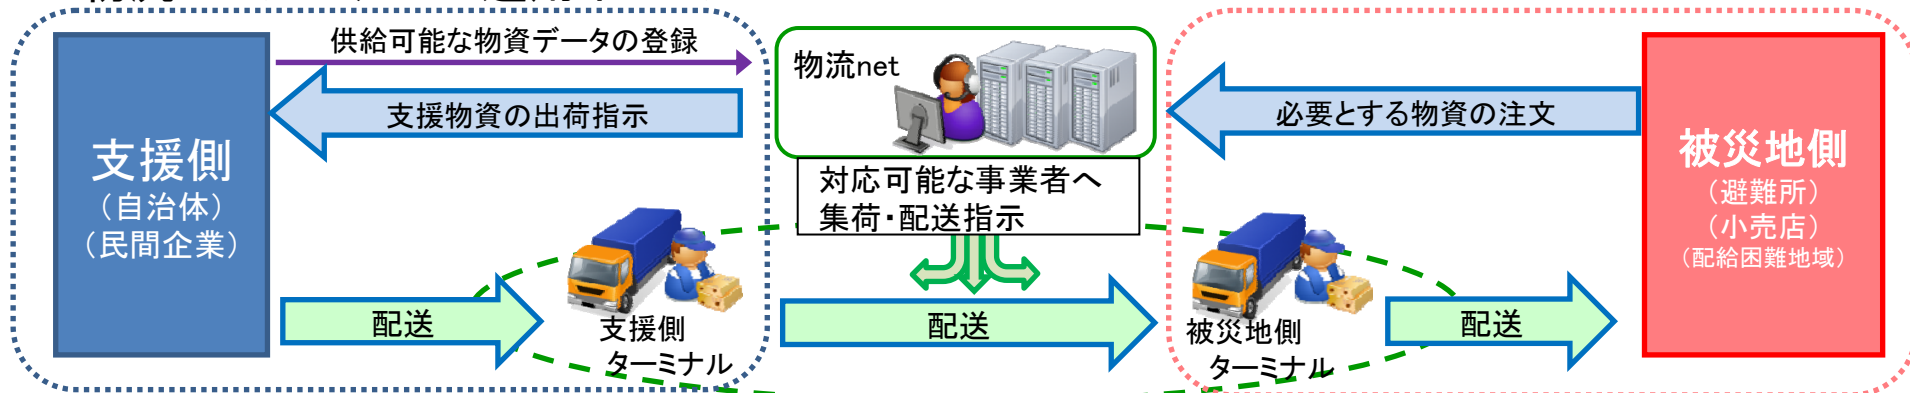 供給可能な物資データの登録
支援物資の出荷指示
支援側
（自治体）
（民間企業）
物流net
対応可能な事業者へ
集荷・配送指示
必要とする物資の注文
被災地側
（避難所）
（小売店）
（配給困難地域）
配送
支援側
ターミナル
配送
被災地側
ターミナル
配送